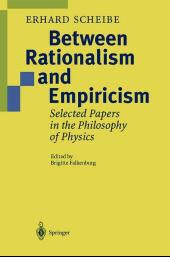 ERHARD SCHEIBE
Between
Rationalism
and
Empiricism
Selected Papers
in the Philosophy
of Physics
Edited by
Brigitte Falkenburg
Springer